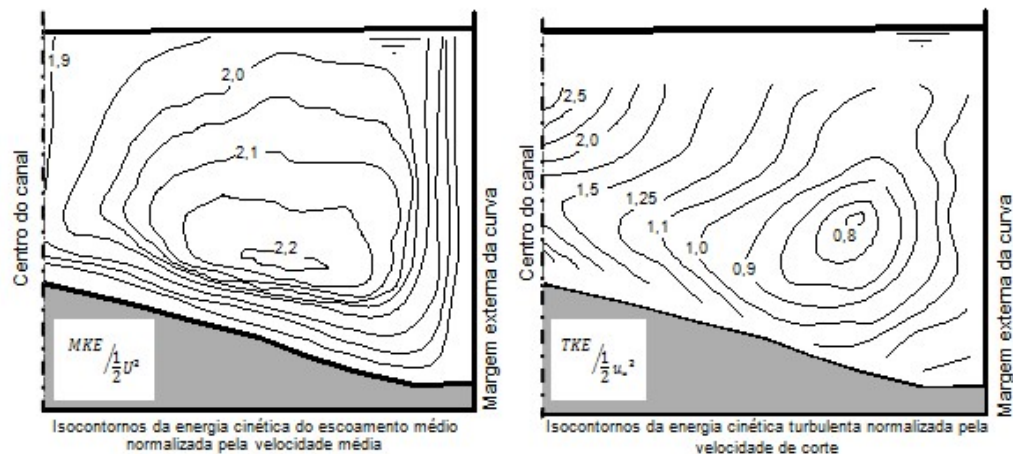 1,9
2,0
2,1
2,2
Centro do canal
Margem externa da curva
MKE/½U²
Isocontornos da energia cinética do escoamento médio
normalizada pela velocidade média
2,5
2,0
1,5
1,25
1,1
1,0
0,9
0,8
Centro do canal
Margem externa da curva
TKE/½u*²
Isocontornos da energia cinética turbulenta normalizada pela
velocidade de corte